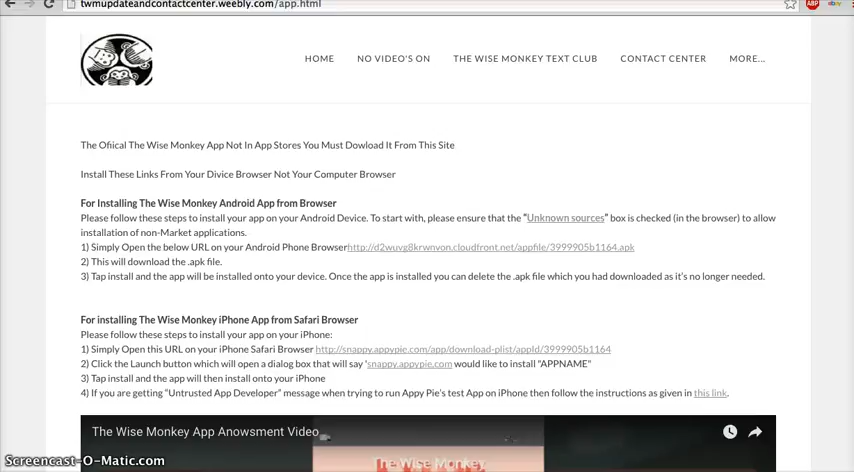 twmupdateandcontactcenter.weebly.com/app.html
ABP
ebay
HOME NO VIDEO'S ON THE WISE MONKEY TEXT CLUB CONTACT CENTER MORE...
The Ofiical The Wise Monkey App Not In App Stores You Must Dowload It From This Site
Install These Links From Your Divice Browser Not Your Computer Browser
For Installing The Wise Monkey Android App from Browser
Please follow these steps to install your app on your Android Device. To start with, please ensure that the "Unknown sources" box is checked (in the browser) to allow
installation of non-Market applications.
1) Simply Open the below URL on your Android Phone Browserhttp://d2wuvg8krwnvon.cloudfront.net/appfile/3999905b1164.apk
2) This will download the .apk file.
3) Tap install and the app will be installed onto your device. Once the app is installed you can delete the .apk file which you had downloaded as it's no longer needed.
For installing The Wise Monkey iPhone App from Safari Browser
Please follow these steps to install your app on your iPhone:
1) Simply Open this URL on your iPhone Safari Browser http://snappy.appypie.com/app/download-plist/appId/3999905b1164
2) Click the Launch button which will open a dialog box that will say 'snappy.appypie.com would like to install "APPNAME"
3) Tap install and the app will then install onto your iPhone
4) If you are getting "Untrusted App Developer" message when trying to run Appy Pie's test App on iPhone then follow the instructions as given in this link.
The Wise Monkey App Anowsment Video
The Wise Monkey
Screencast-O-Matic.com